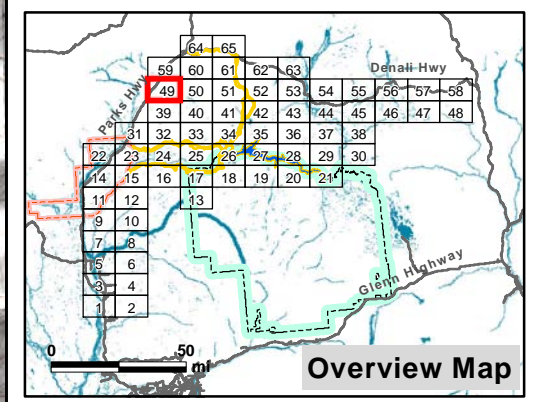 64 65
59 60 61 62 63 Denali Hwy
49 50 51 52 53 54 55 56 57 58
Parks Hwy
39 40 41 42 43 44 45 46 47 48
31 32 33 34 35 36 37 38
22 23 24 25 26 27 28 29 30
14 15 16 17 18 19 20 21
11 12 13
9 10
7 8
5 6
Glenn Highway
3 4
1 2
0 50
mi
Overview Map